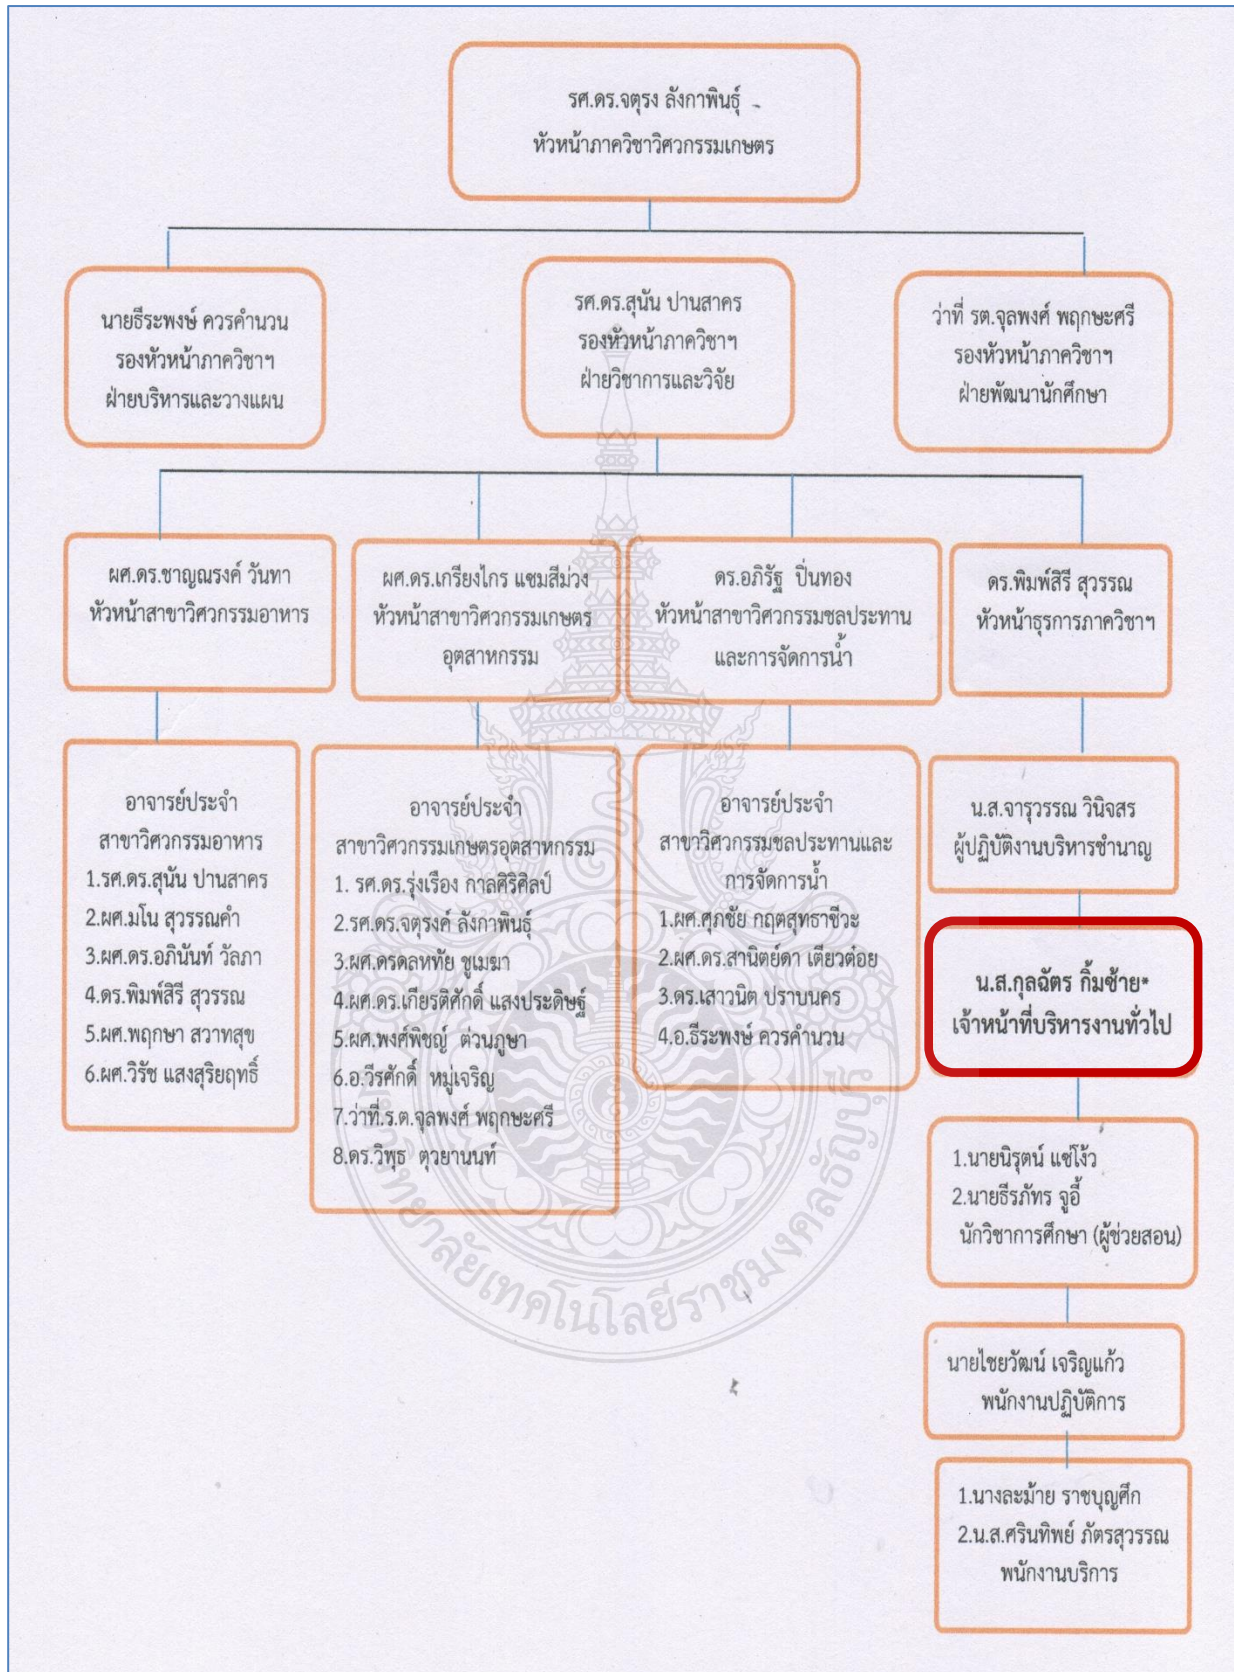 รศ.ดร.จตุรง ลังกาพินธุ์
หัวหน้าภาควิชาวิศวกรรมเกษตร
นายธีระพงษ์ ควรคำนวน
รองหัวหน้าภาควิชาฯ
ฝ่ายบริหารและวางแผน
รศ.ดร.สุนัน ปานสาคร
รองหัวหน้าภาควิชาฯ
ฝ่ายวิชาการและวิจัย
ว่าที่ รต.จุลพงศ์ พฤกษะศรี
รองหัวหน้าภาควิชาฯ
ฝ่ายพัฒนานักศึกษา
ผศ.ดร.ชาญณรงค์ วันทา
หัวหน้าสาขาวิศวกรรมอาหาร
ผศ.ดร.เกรียงไกร แซมสีม่วง
หัวหน้าสาขาวิศวกรรมเกษตร
อุตสาหกรรม
ดร.อภิรัฐ ปิ่นทอง
หัวหน้าสาขาวิศวกรรมชลประทาน
และการจัดการน้ำ
ดร.พิมพ์สิรี สุวรรณ
หัวหน้าธุรการภาควิชาฯ
อาจารย์ประจำ
สาขาวิศวกรรมอาหาร
1.รศ.ดร.สุนัน ปานสาคร
2.ผศ.มโน สุวรรณคำ
3.ผศ.ดร.อภินันท์ วัลภา
4.ดร.พิมพ์สิรี สุวรรณ
5.ผศ.พฤกษา สวาทสุข
6.ผศ.วิรัช แสงสุริยฤทธิ์
อาจารย์ประจำ
สาขาวิศวกรรมเกษตรอุตสาหกรรม
1. รศ.ดร.รุ่งเรือง กาลศิริศิลป์
2.รศ.ดร.จตุรงค์ ลังกาพินธุ์
3.ผศ.ดรดลหทัย ชูเมฆา
4.ผศ.ดร.เกียรติศักดิ์ แสงประดิษฐ์
5.ผศ.พงศ์พิชญ์ ต่วนภูษา
6.อ.วีรศักดิ์ หมู่เจริญ
7.ว่าที่.ร.ต.จุลพงศ์ พฤกษะศรี
8.ดร.วิพุธ ตุวยานนท์
อาจารย์ประจำ
สาขาวิศวกรรมชลประทานและ
การจัดการน้ำ
1.ผศ.ศุภชัย กฤตสุทธาชีวะ
2.ผศ.ดร.สานิตย์ดา เตียวต๋อย
3.ดร.เสาวนิต ปราบนคร
4.อ.ธีระพงษ์ ควรคำนวน
น.ส.จารุวรรณ วินิจสร
ผู้ปฏิบัติงานบริหารชำนาญ
น.ส.กุลฉัตร กิ้มซ้าย*
เจ้าหน้าที่บริหารงานทั่วไป
1.นายนิรุตน์ แซ่โง้ว
2.นายธีรภัทร จูอี้
นักวิชาการศึกษา (ผู้ช่วยสอน)
นายไชยวัฒน์ เจริญแก้ว
พนักงานปฏิบัติการ
1.นางละม้าย ราชบุญศึก
2.น.ส.ศรินทิพย์ ภัตรสุวรรณ
พนักงานบริการ